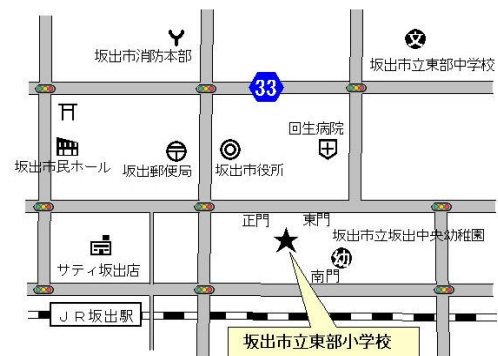 坂出市消防本部
文
坂出市立東部中学校
33
坂出市民ホール
坂出郵便局
坂出市役所
回生病院
正門
東門
坂出市立坂出中央幼稚園
幼
南門
サティ坂出店
JR坂出駅
坂出市立東部小学校